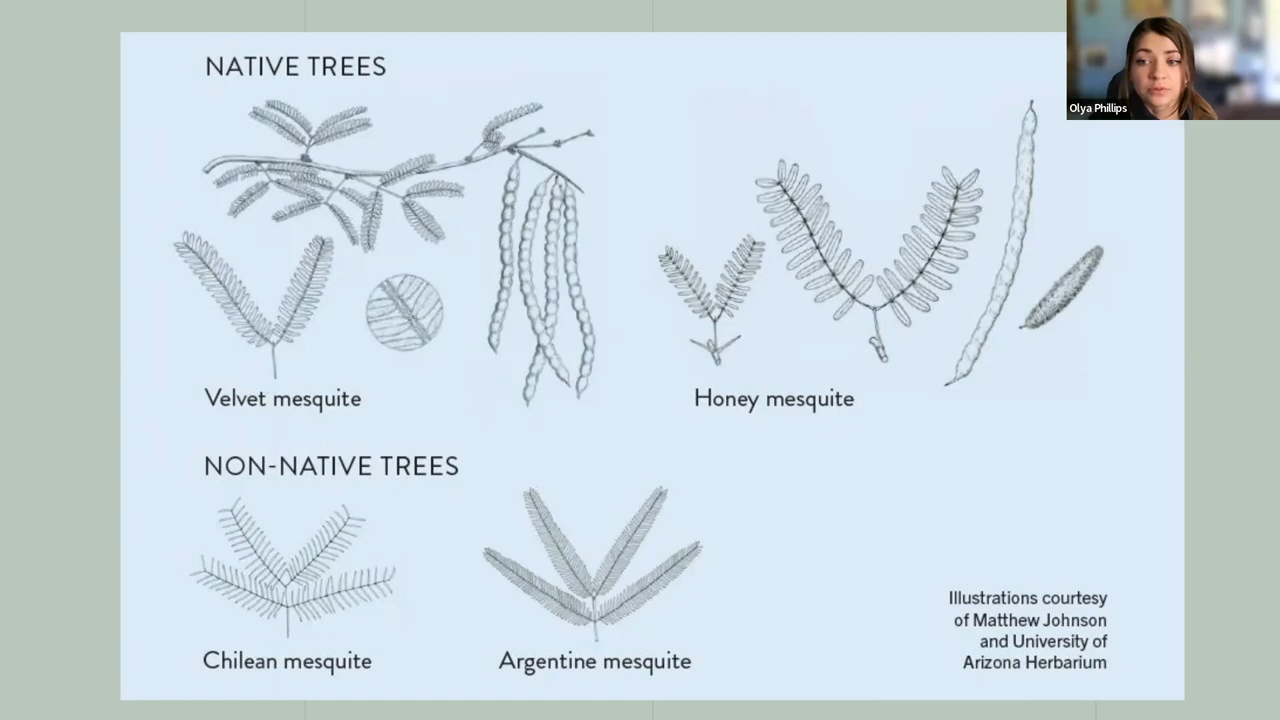 NATIVE TREES
Olya Phillips
Velvet mesquite
Honey mesquite
NON-NATIVE TREES
Chilean mesquite
Argentine mesquite
Illustrations courtesy
of Matthew Johnson
and University of
Arizona Herbarium